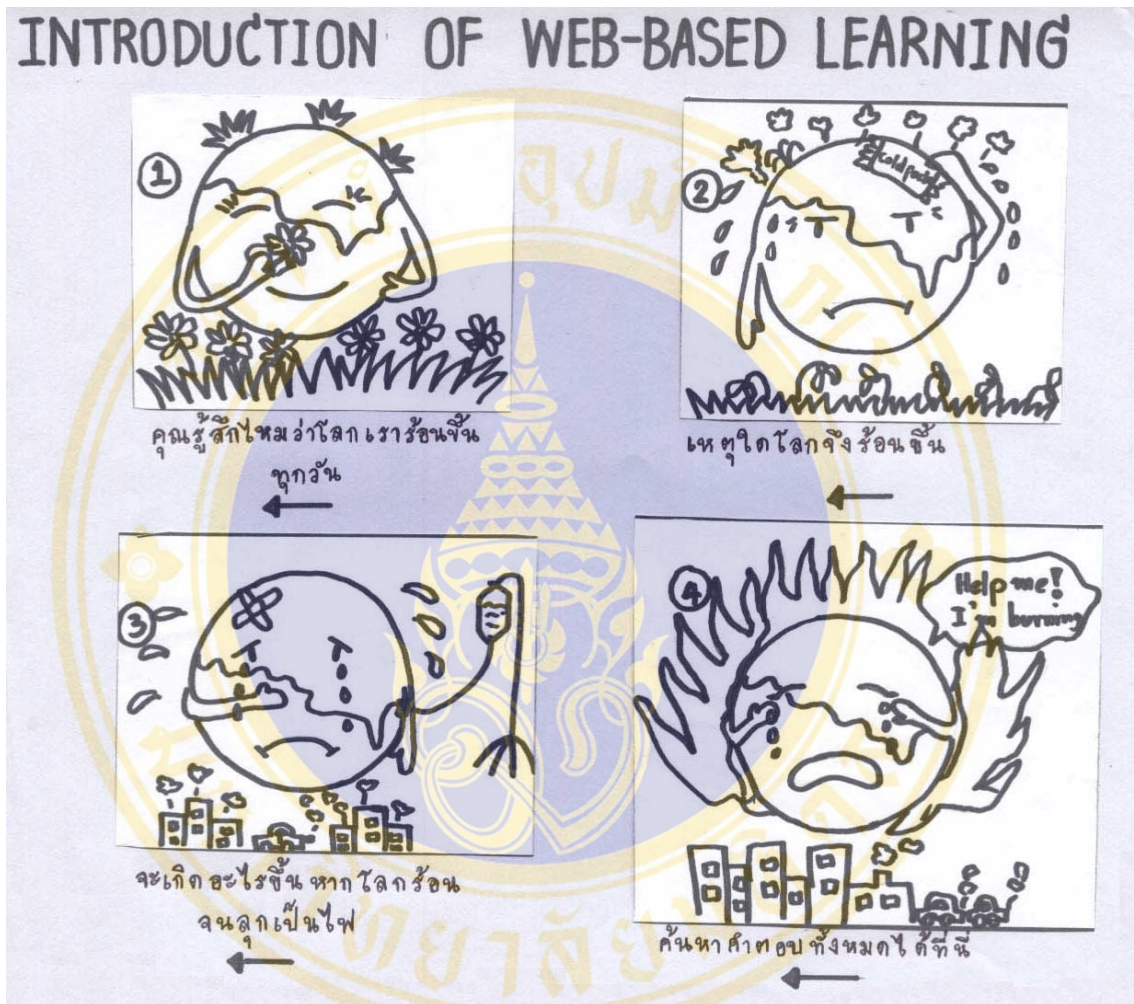 INTRODUCTION OF WEB-BASED LEARNING
1
คุณรู้สึกไหมว่าโลกเราร้อนขึ้น
ทุกวัน
2
cold pack
เหตุใดโลกจึงร้อนขึ้น
3
จะเกิดอะไรขึ้นหากโลกร้อน
จนลุกเป็นไฟ
4
Help me!
I'm burning
ค้นหาคำตอบทั้งหมดได้ที่นี่